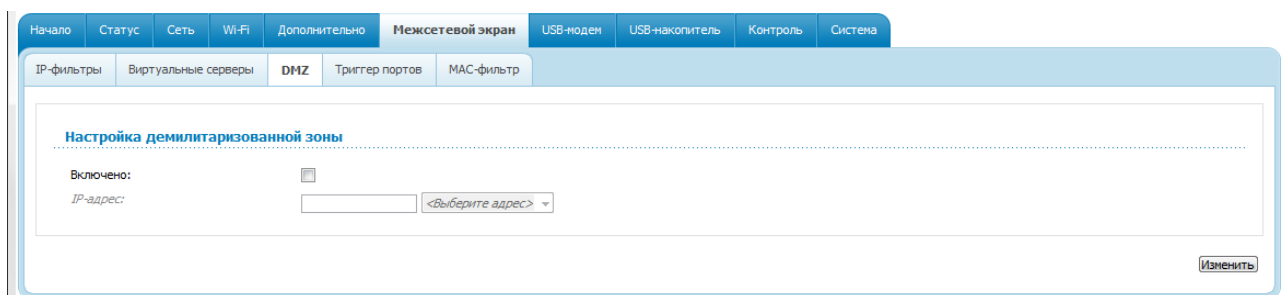 Начало Статус Сеть Wi-Fi Дополнительно Межсетевой экран USB-модем USB-накопитель Контроль Система
IP-фильтры Виртуальные серверы DMZ Триггер портов MAC-фильтр
Настройка демилитаризованной зоны
Включено:
IP-адрес: <Выберите адрес>
Изменить